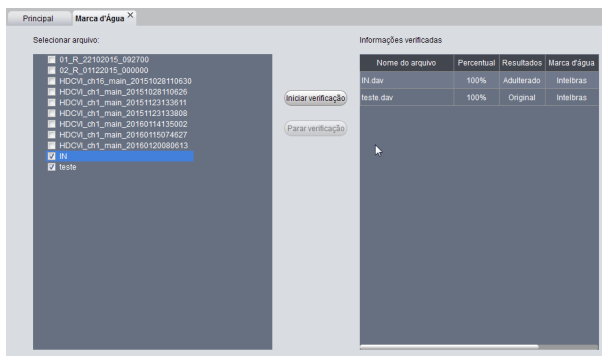 Principal Marca d'Água X
Selecionar arquivo:
01_R_22102015_092700
02_R_01122015_000000
HDCVI_ch16_main_20151028110630
HDCVI_ch1_main_20151028110626
HDCVI_ch1_main_20151123133611
HDCVI_ch1_main_20151123133808
HDCVI_ch1_main_20160114135002
HDCVI_ch1_main_20160115074627
HDCVI_ch1_main_20160120080613
IN
teste
Iniciar verificação
Parar verificação
Informações verificadas
Nome do arquivo Percentual Resultados Marca d'água
IN.dav 100% Adulterado Intelbras
teste.dav 100% Original Intelbras